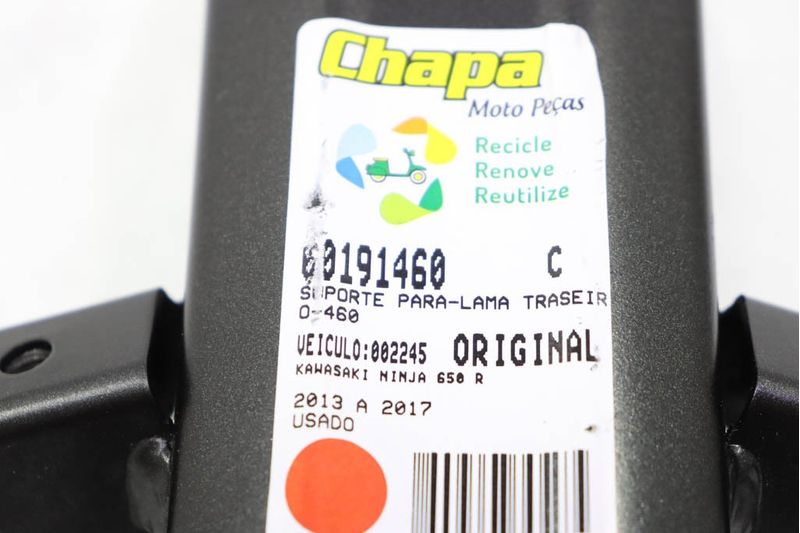 Chapa
Moto Peças
Recicle
Renove
Reutilize
00191460 C
SUPORTE PARA-LAMA TRASEIR
O-460
VEICULO:002245 ORIGINAL
KAWASAKI NINJA 650 R
2013 A 2017
USADO